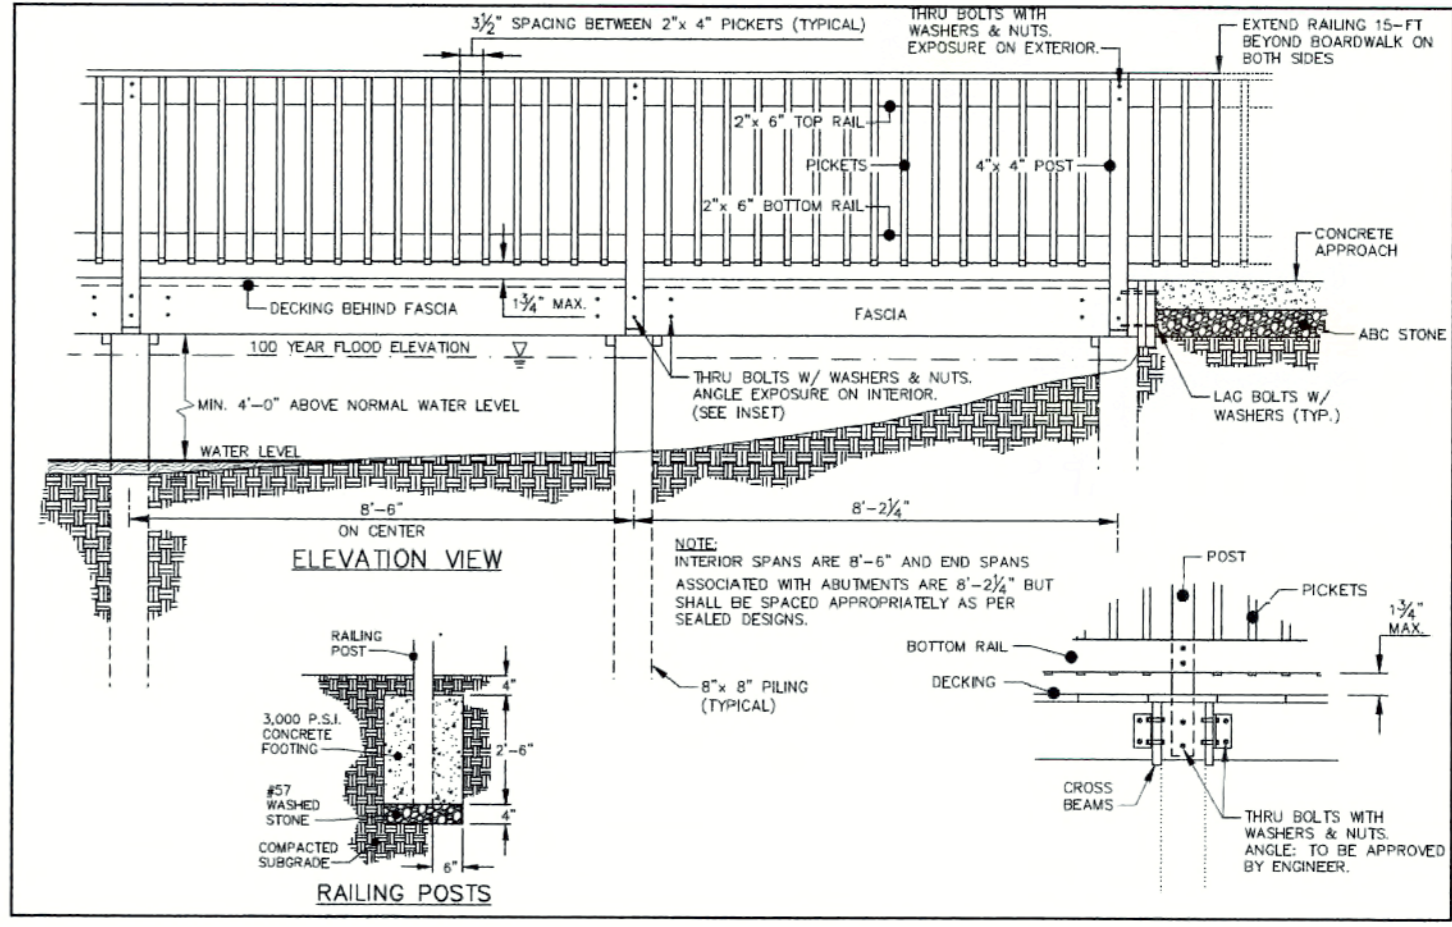 3½" SPACING BETWEEN 2"x 4" PICKETS (TYPICAL)
THRU BOLTS WITH
WASHERS & NUTS.
EXPOSURE ON EXTERIOR.
EXTEND RAILING 15-FT
BEYOND BOARDWALK ON
BOTH SIDES
2"x 6" TOP RAIL
PICKETS
4"x 4" POST
2"x 6" BOTTOM RAIL
CONCRETE
APPROACH
DECKING BEHIND FASCIA
1¾" MAX.
FASCIA
ABC STONE
100 YEAR FLOOD ELEVATION
THRU BOLTS W/ WASHERS & NUTS.
ANGLE EXPOSURE ON INTERIOR.
(SEE INSET)
LAG BOLTS W/
WASHERS (TYP.)
MIN. 4'-0" ABOVE NORMAL WATER LEVEL
WATER LEVEL
8'-6"
ON CENTER
8'-2¼"
ELEVATION VIEW
NOTE:
INTERIOR SPANS ARE 8'-6" AND END SPANS
ASSOCIATED WITH ABUTMENTS ARE 8'-2¼" BUT
SHALL BE SPACED APPROPRIATELY AS PER
SEALED DESIGNS.
8"x 8" PILING
(TYPICAL)
RAILING
POST
4"
3,000 P.S.I.
CONCRETE
FOOTING
2'-6"
#57
WASHED
STONE
4"
COMPACTED
SUBGRADE
6"
RAILING POSTS
POST
PICKETS
1¾"
MAX.
BOTTOM RAIL
DECKING
CROSS
BEAMS
THRU BOLTS WITH
WASHERS & NUTS.
ANGLE: TO BE APPROVED
BY ENGINEER.